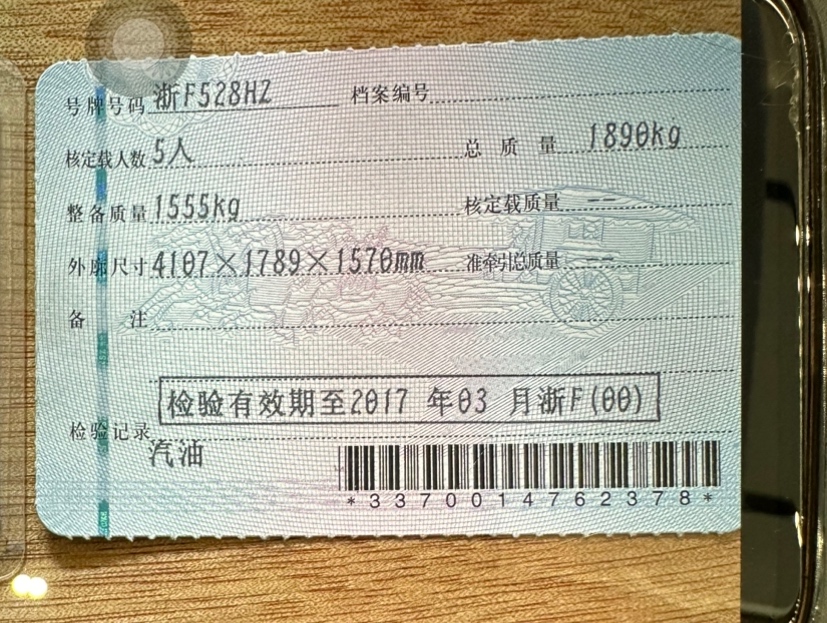 号牌号码 浙F528HZ 档案编号
核定载人数 5人 总质量 1890kg
整备质量 1555kg 核定载质量 --
外廓尺寸 4107×1789×1570mm 准牵引总质量 --
备注
检验有效期至2017年03月浙F(00)
检验记录
汽油
*3370014762378*